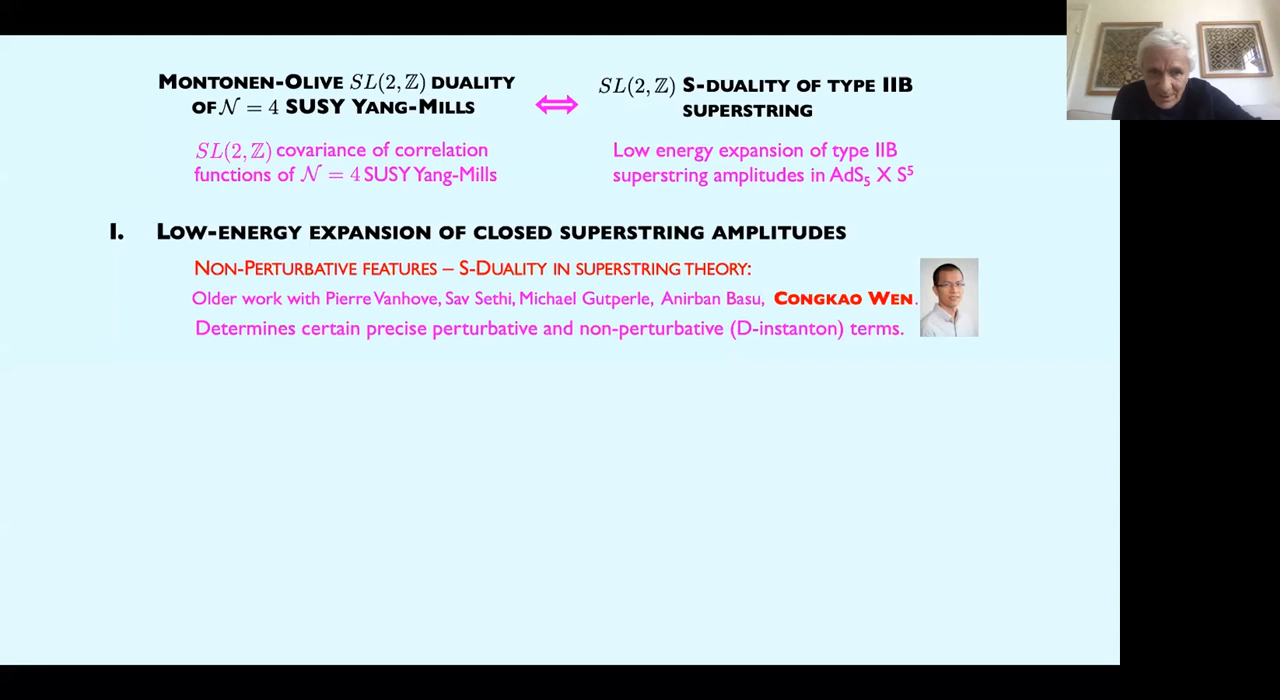 MONTONEN-OLIVE SL(2, ℤ) DUALITY
OF 𝒩 = 4 SUSY YANG-MILLS
⇔
SL(2, ℤ) S-DUALITY OF TYPE IIB
SUPERSTRING
SL(2, ℤ) covariance of correlation
functions of 𝒩 = 4 SUSY Yang-Mills
Low energy expansion of type IIB
superstring amplitudes in AdS₅ X S⁵
I. LOW-ENERGY EXPANSION OF CLOSED SUPERSTRING AMPLITUDES
NON-PERTURBATIVE FEATURES – S-DUALITY IN SUPERSTRING THEORY:
Older work with Pierre Vanhove, Sav Sethi, Michael Gutperle, Anirban Basu, CONGKAO WEN.
Determines certain precise perturbative and non-perturbative (D-instanton) terms.